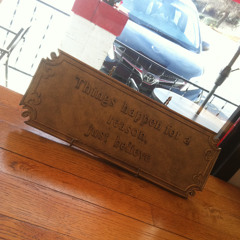 Things happen for a
reason,
just believe